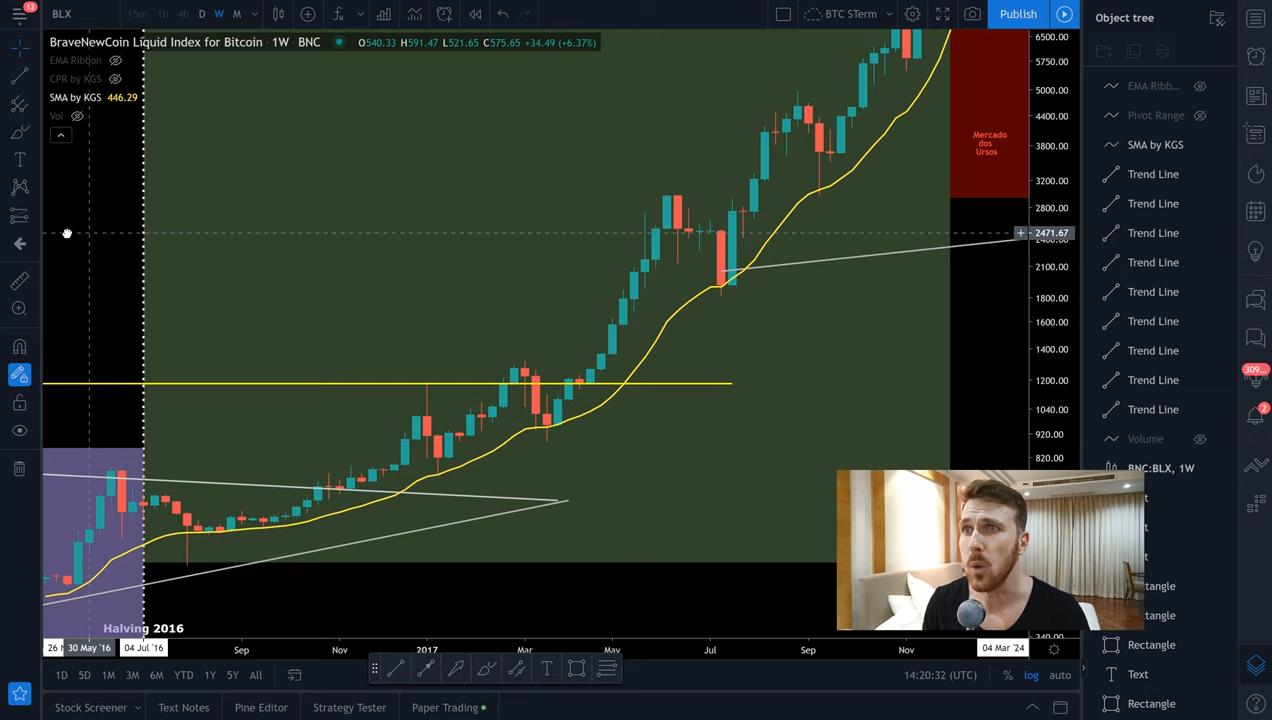 13
BLX
15m 1h 4h D W M
BTC STerm
Publish
Object tree
BraveNewCoin Liquid Index for Bitcoin · 1W · BNC
O540.33 H591.47 L521.65 C575.65 +34.49 (+6.37%)
EMA Ribbon
CPR by KGS
SMA by KGS 446.29
Vol
6500.00
5750.00
5000.00
4400.00
3800.00
3200.00
2800.00
2471.67
2100.00
1800.00
1600.00
1400.00
1200.00
1040.00
920.00
820.00
Mercado
dos
Ursos
EMA Ribb...
Pivot Range
SMA by KGS
Trend Line
Trend Line
Trend Line
Trend Line
Trend Line
Trend Line
Trend Line
Trend Line
Trend Line
Volume
BNC:BLX, 1W
Rectangle
Text
Rectangle
309...
2
Halving 2016
30 May '16
04 Jul '16
Sep
Nov
2017
Mar
May
Jul
Sep
Nov
04 Mar '24
1D 5D 1M 3M 6M YTD 1Y 5Y All
14:20:32 (UTC)
% log auto
Stock Screener
Text Notes
Pine Editor
Strategy Tester
Paper Trading